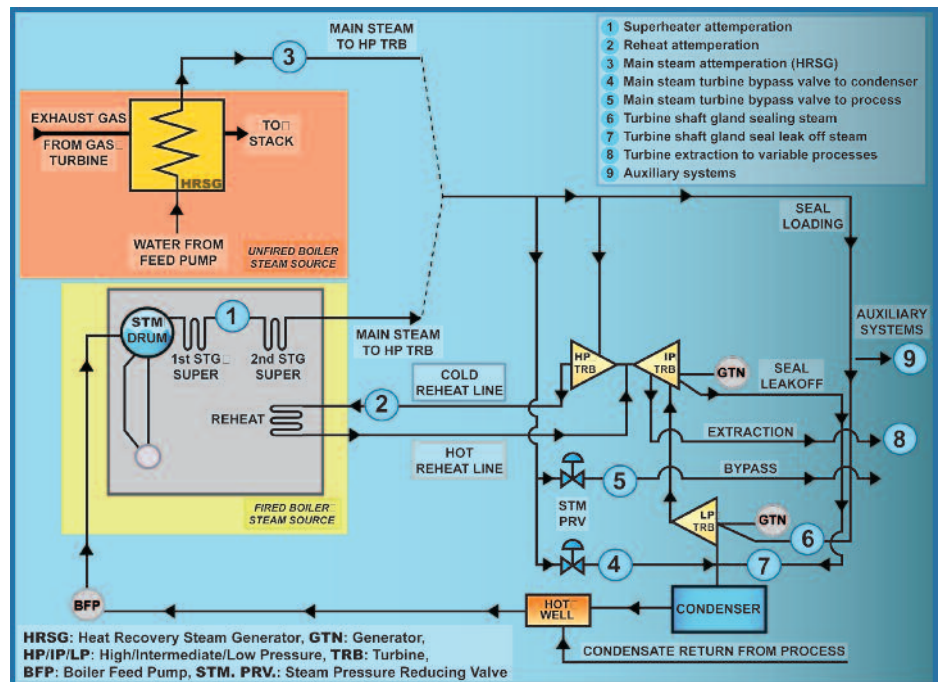 MAIN STEAM
TO HP TRB
3
1 Superheater attemperation
2 Reheat attemperation
3 Main steam attemperation (HRSG)
4 Main steam turbine bypass valve to condenser
5 Main steam turbine bypass valve to process
6 Turbine shaft gland sealing steam
7 Turbine shaft gland seal leak off steam
8 Turbine extraction to variable processes
9 Auxiliary systems
EXHAUST GAS
FROM GAS
TURBINE
TO
STACK
HRSG
WATER FROM
FEED PUMP
UNFIRED BOILER
STEAM SOURCE
SEAL
LOADING
STM
DRUM
1
1st STG
SUPER
2nd STG
SUPER
MAIN STEAM
TO HP TRB
AUXILIARY
SYSTEMS
9
HP
TRB
IP
TRB
GTN
SEAL
LEAKOFF
COLD
REHEAT LINE
2
REHEAT
HOT
REHEAT LINE
EXTRACTION
8
BYPASS
5
STM
PRV
FIRED BOILER
STEAM SOURCE
LP
TRB
GTN
6
4
7
BFP
HOT
WELL
CONDENSER
CONDENSATE RETURN FROM PROCESS
HRSG: Heat Recovery Steam Generator, GTN: Generator,
HP/IP/LP: High/Intermediate/Low Pressure, TRB: Turbine,
BFP: Boiler Feed Pump, STM. PRV.: Steam Pressure Reducing Valve